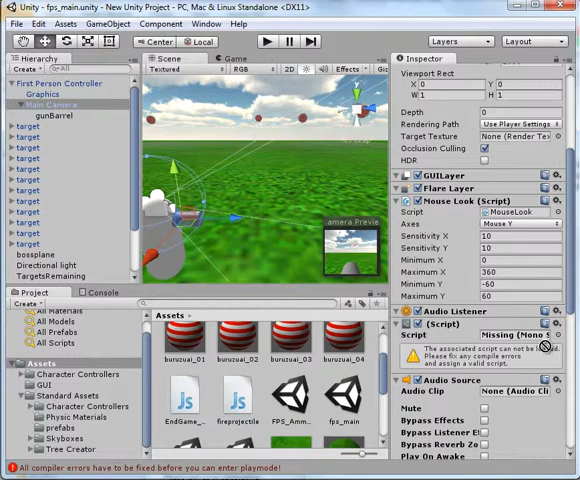 Unity - fps_main.unity - New Unity Project - PC, Mac & Linux Standalone <DX11>
File Edit Assets GameObject Component Window Help
Center Local Layers Layout
Hierarchy Scene Game Inspector
Create All Textured RGB 2D Effects Giz
First Person Controller
Graphics
Main Camera
gunBarrel
target
target
target
target
target
target
target
target
target
target
bossplane
Directional light
TargetsRemaining
amera Previe
Viewport Rect
X 0 Y 0
W 1 H 1
Depth 0
Rendering Path Use Player Settings
Target Texture None (Render Tex
Occlusion Culling
HDR
GUILayer
Flare Layer
Mouse Look (Script)
Script MouseLook
Axes Mouse Y
Sensitivity X 10
Sensitivity Y 10
Minimum X 0
Maximum X 360
Minimum Y -60
Maximum Y 60
Audio Listener
(Script)
Script Missing (Mono S
The associated script can not be
Please fix any compile errors
and assign a valid script.
Audio Source
Audio Clip None (Audio Cli
Mute
Bypass Effects
Bypass Listener E
Bypass Reverb Zo
Play On Awake
Project Console
Create
All Materials
All Models
All Prefabs
All Scripts
Assets
Character Controllers
GUI
Standard Assets
Character Controllers
Physic Materials
prefabs
Skyboxes
Tree Creator
Assets
buruzuai_01 buruzuai_02 buruzuai_03 buruzuai_04
js js
EndGame_... fireprojectile FPS_Amm... fps_main
All compiler errors have to be fixed before you can enter playmode!